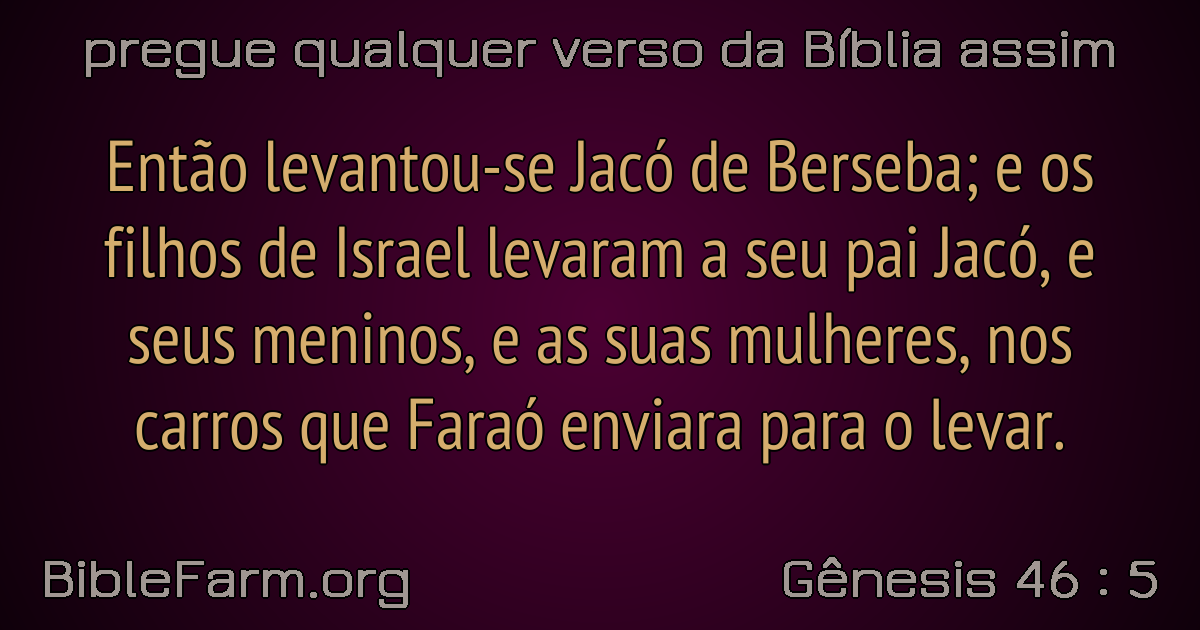 pregue qualquer verso da Bíblia assim
Então levantou-se Jacó de Berseba; e os
filhos de Israel levaram a seu pai Jacó, e
seus meninos, e as suas mulheres, nos
carros que Faraó enviara para o levar.
BibleFarm.org
Gênesis 46 : 5